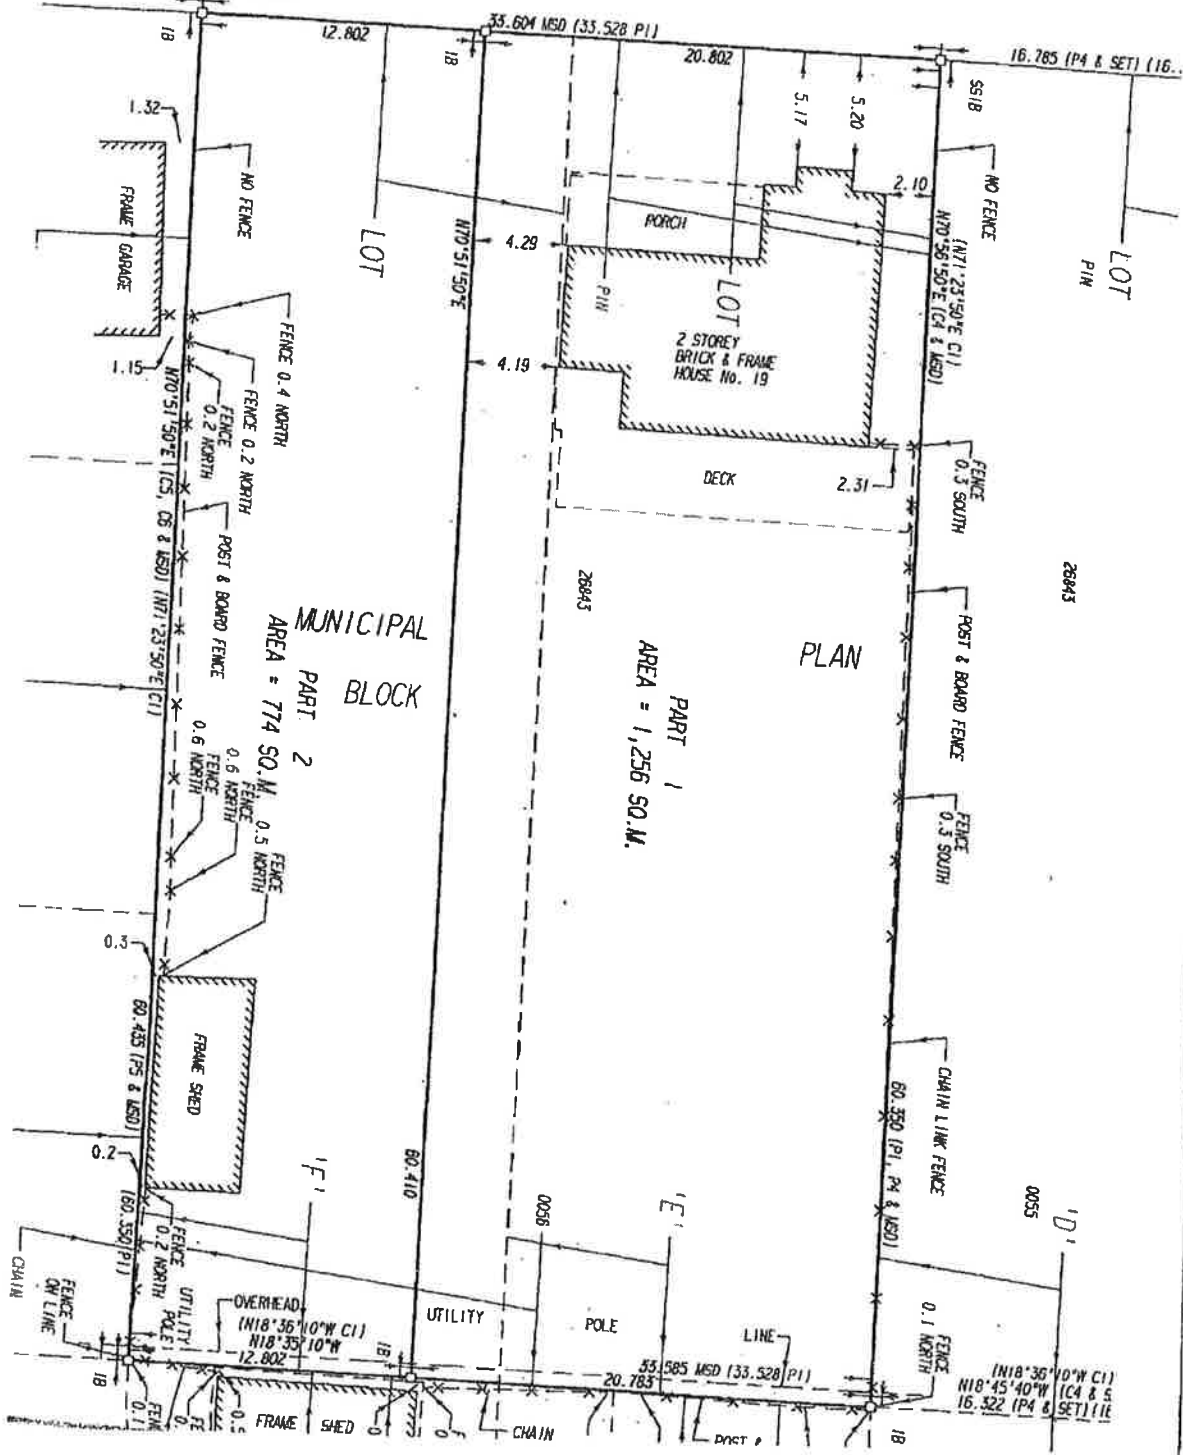 33.604 MSD (33.528 P1)
12.802
20.802
16.785 (P4 & SET) (16..
IB
IB
SSIB
1.32
NO FENCE
5.17
5.20
2.10
NO FENCE
FRAME GARAGE
LOT
N70°51'50"E
4.29
PORCH
PIN
LOT
(N71°23'50"E C1)
N70°56'50"E (C4 & MSD)
LOT
PIN
2 STOREY
BRICK & FRAME
HOUSE No. 19
4.19
1.15
FENCE 0.4 NORTH
FENCE 0.2 NORTH
FENCE
0.2 NORTH
N70°51'50"E (C5, C6 & MSD) (N71°23'50"E C1)
DECK
2.31
FENCE
0.3 SOUTH
POST & BOARD FENCE
26843
26843
POST & BOARD FENCE
MUNICIPAL
BLOCK
PLAN
PART 2
AREA = 774 SO.M.
PART 1
AREA = 1,256 SO.M.
FENCE
0.6 NORTH
FENCE
0.6 NORTH
FENCE
0.5 NORTH
FENCE
0.3 SOUTH
0.3
60.435 (P5 & MSD)
FRAME SHED
0.2
(60.350 P1)
60.410
CHAIN LINK FENCE
60.350 (P1, P4 & MSD)
'F'
0056
'E'
0055
'D'
FENCE
0.2 NORTH
UTILITY
POLE
CHAIN
FENCE
ON LINE
OVERHEAD
UTILITY
POLE
LINE
(N18°36'10"W C1)
N18°35'10"W
12.802
IB
33.585 MSD (33.528 P1)
20.783
FENCE
0.1 NORTH
(N18°36'10"W C1)
N18°45'40"W (C4 & S
16.322 (P4 & SET) (16
IB
IB
FRAME SHED
CHAIN
POST &